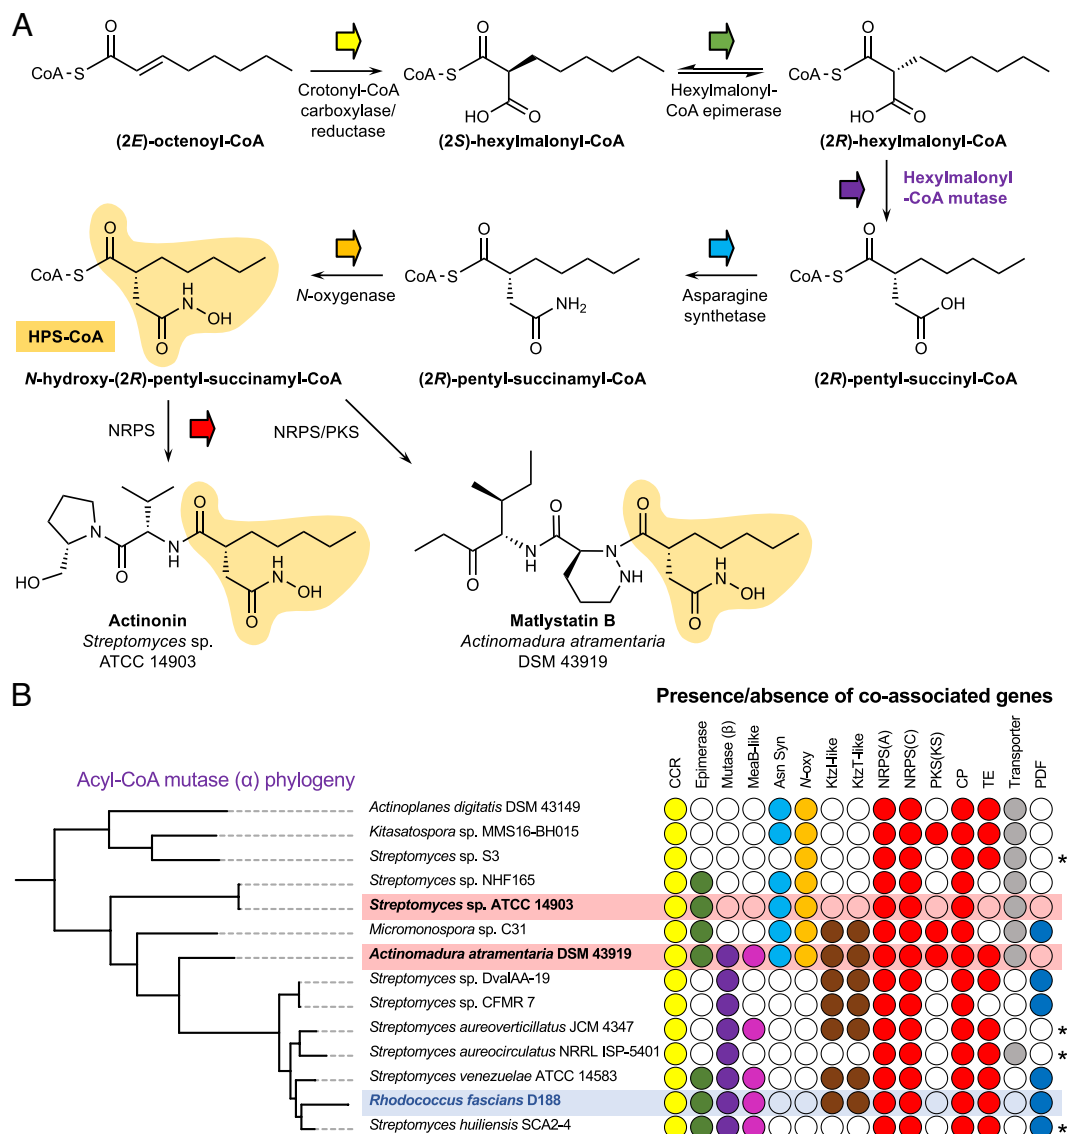 A
O
CoA-S
Crotonyl-CoA
carboxylase/
reductase
(2E)-octenoyl-CoA
O
CoA-S
HO
O
(2S)-hexylmalonyl-CoA
Hexylmalonyl-
CoA epimerase
O
CoA-S
HO
O
(2R)-hexylmalonyl-CoA
Hexylmalonyl
-CoA mutase
O
CoA-S
H
N
OH
O
HPS-CoA
N-hydroxy-(2R)-pentyl-succinamyl-CoA
N-oxygenase
O
CoA-S
NH2
O
(2R)-pentyl-succinamyl-CoA
Asparagine
synthetase
O
CoA-S
OH
O
(2R)-pentyl-succinyl-CoA
NRPS
NRPS/PKS
N
HO
O
N
H
O
H
N
OH
O
Actinonin
Streptomyces sp.
ATCC 14903
O
N
H
O
N
NH
O
H
N
OH
O
Matlystatin B
Actinomadura atramentaria
DSM 43919
B
Presence/absence of co-associated genes
Acyl-CoA mutase (α) phylogeny
CCR
Epimerase
Mutase (β)
MeaB-like
Asn Syn
N-oxy
KtzI-like
KtzT-like
NRPS(A)
NRPS(C)
PKS(KS)
CP
TE
Transporter
PDF
Actinoplanes digitatis DSM 43149
Kitasatospora sp. MMS16-BH015
Streptomyces sp. S3
*
Streptomyces sp. NHF165
Streptomyces sp. ATCC 14903
Micromonospora sp. C31
Actinomadura atramentaria DSM 43919
Streptomyces sp. DvalAA-19
Streptomyces sp. CFMR 7
Streptomyces aureoverticillatus JCM 4347
*
Streptomyces aureocirculatus NRRL ISP-5401
*
Streptomyces venezuelae ATCC 14583
Rhodococcus fascians D188
Streptomyces huiliensis SCA2-4
*